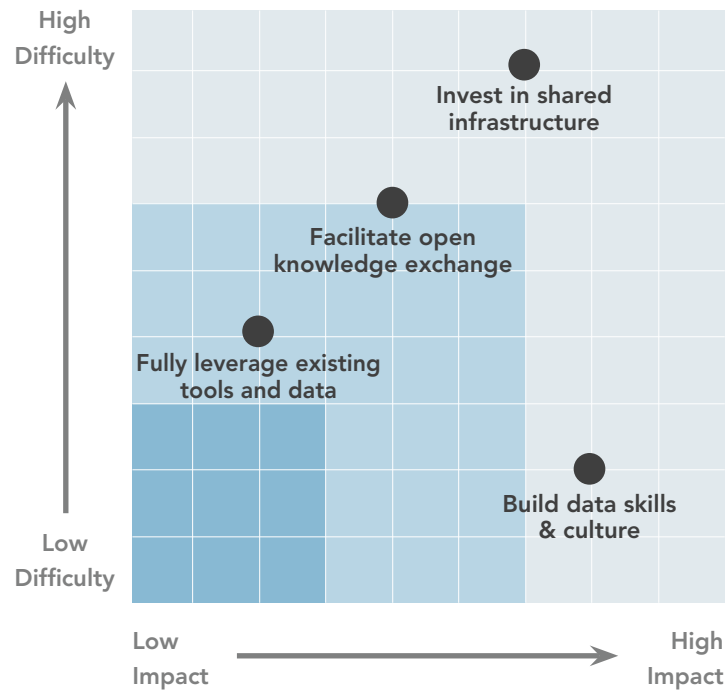 High
Difficulty
Invest in shared
infrastructure
Facilitate open
knowledge exchange
Fully leverage existing
tools and data
Build data skills
& culture
Low
Difficulty
Low
Impact
High
Impact